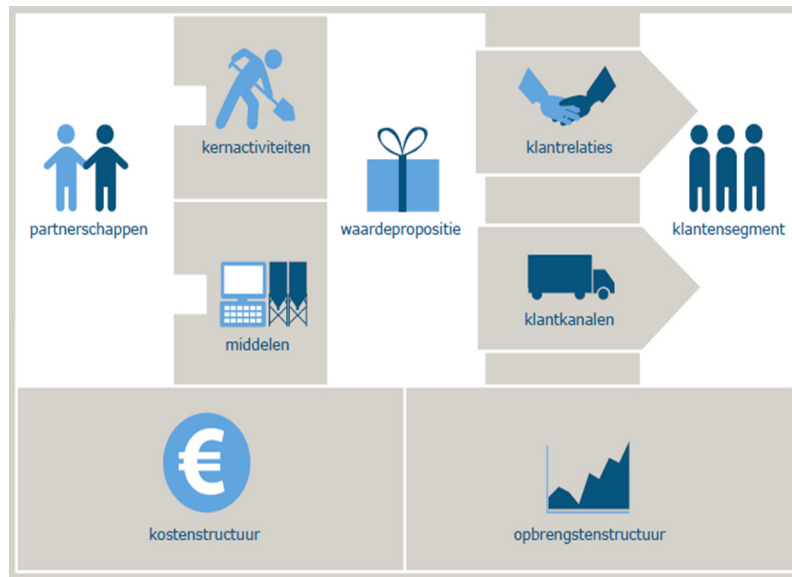 kernactiviteiten
klantrelaties
partnerschappen
waardepropositie
klantensegment
middelen
klantkanalen
€
kostenstructuur
opbrengstenstructuur